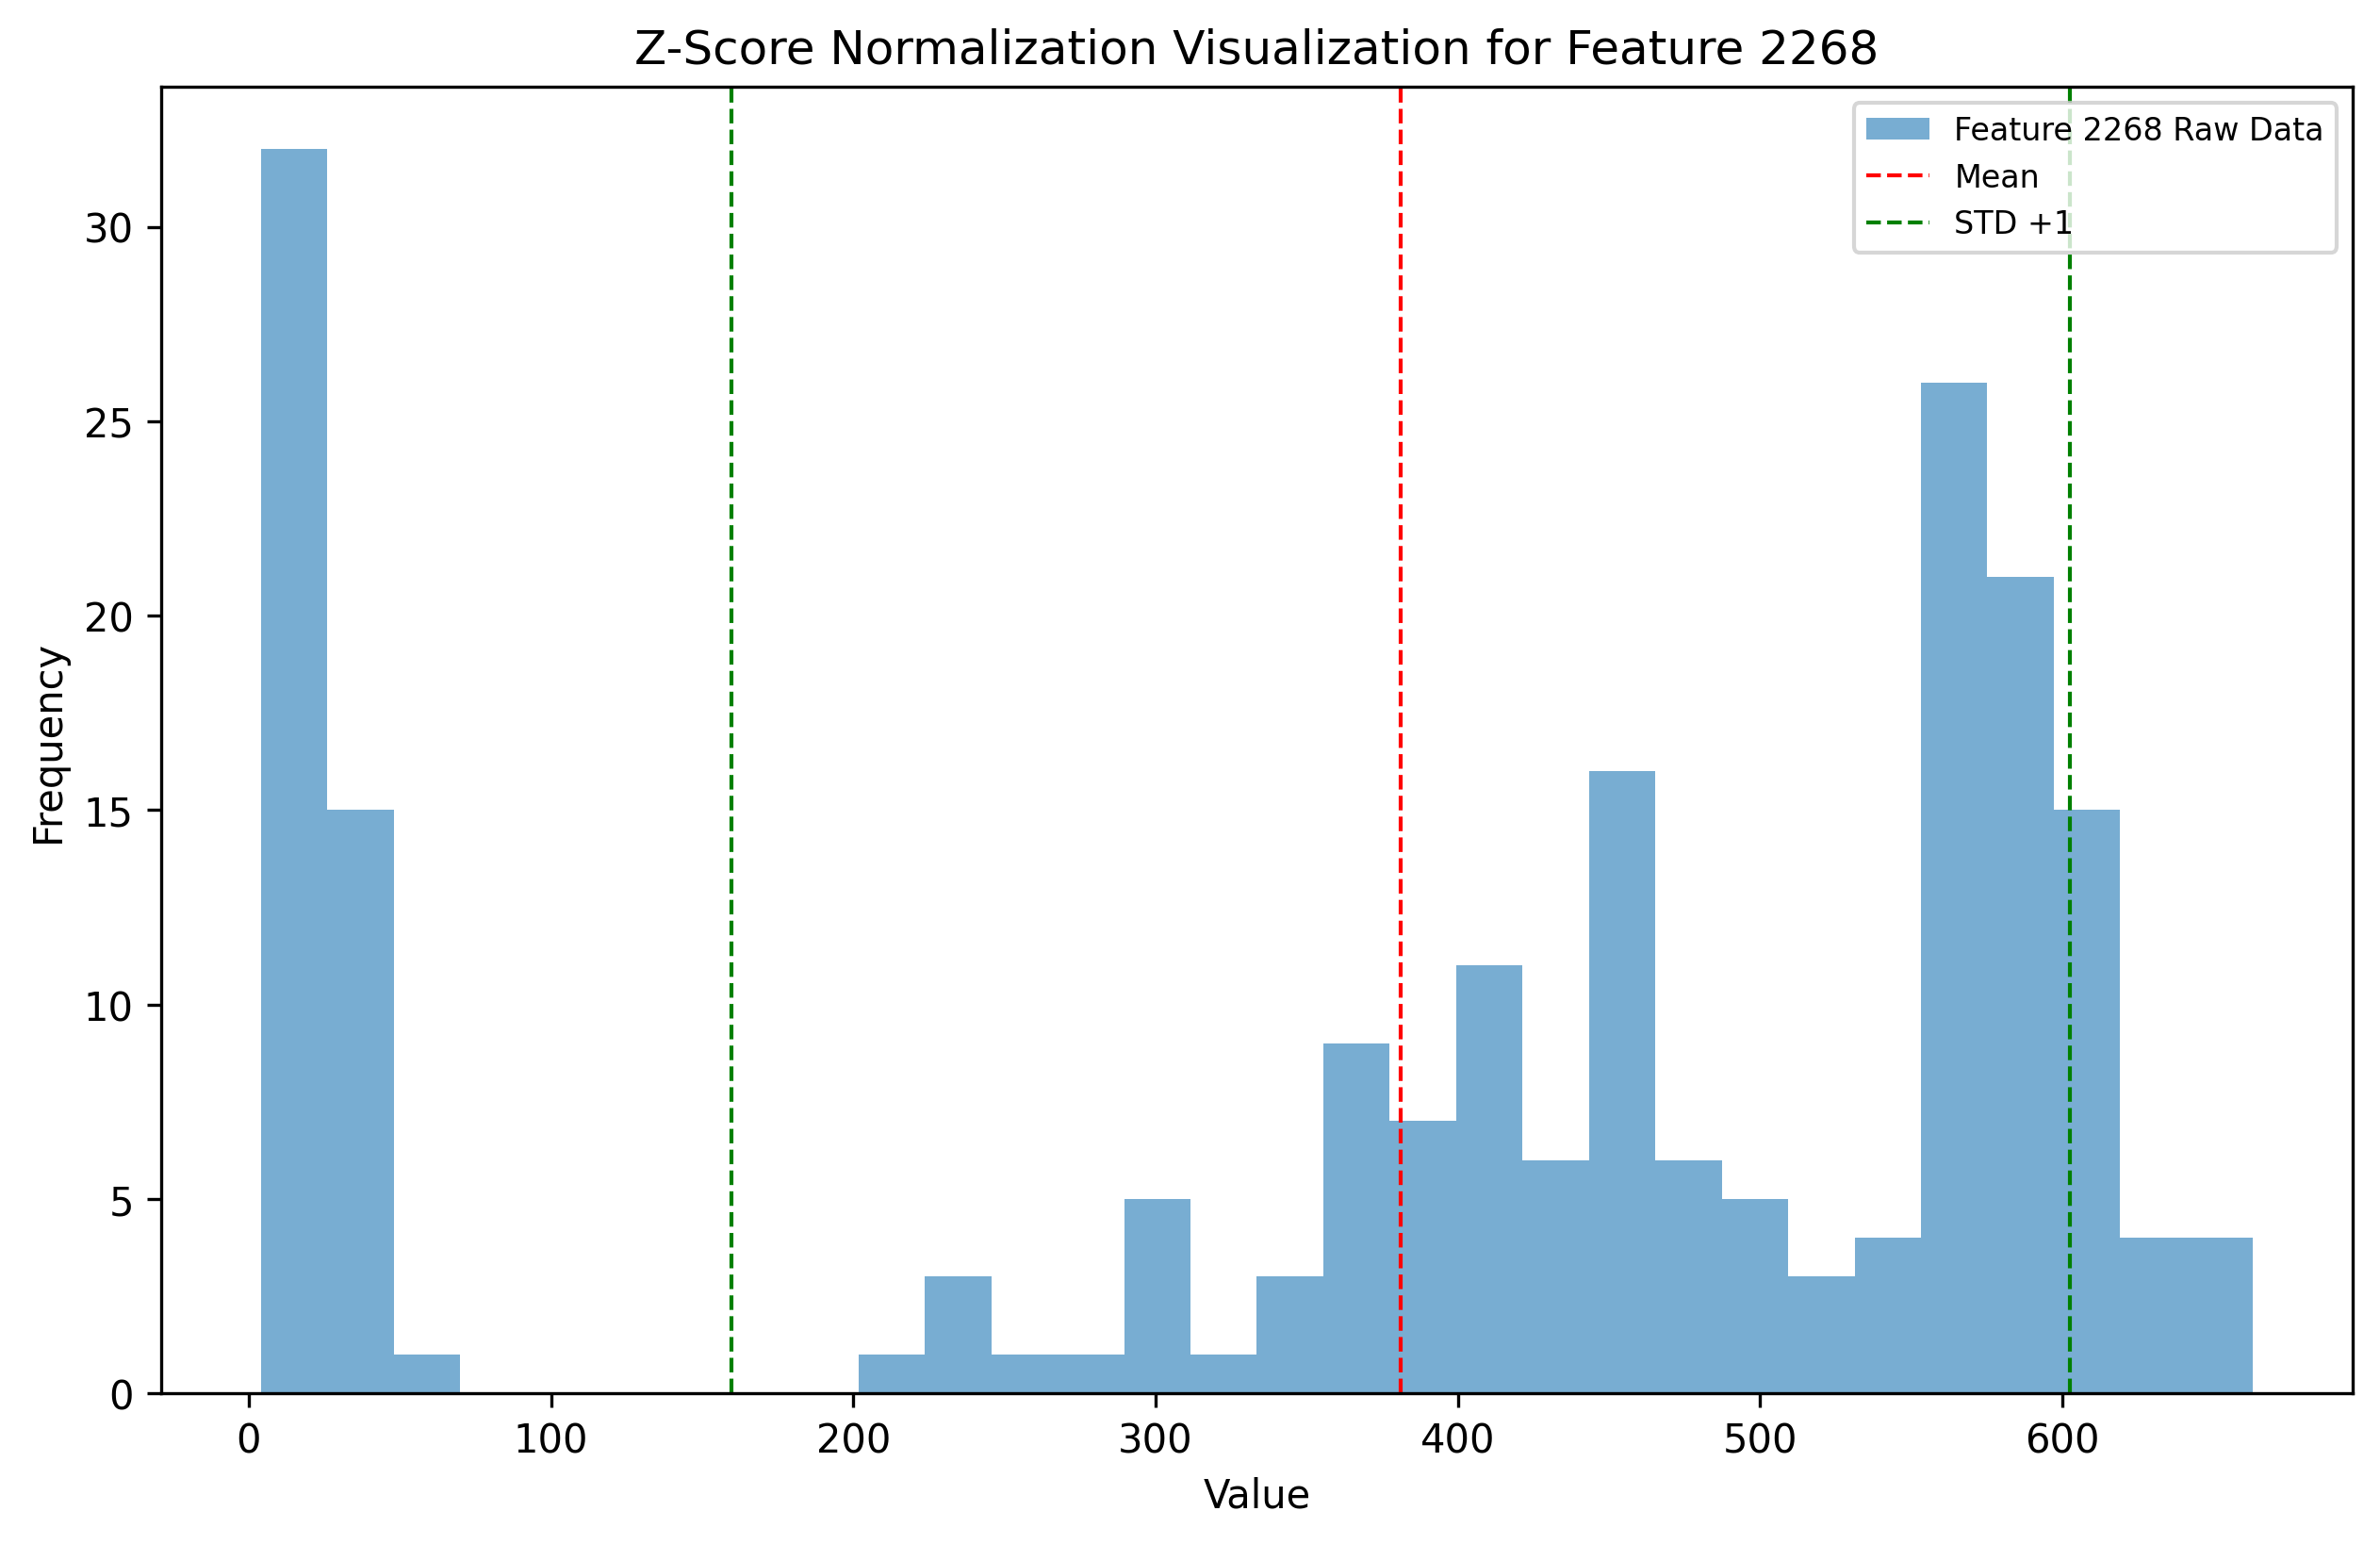 Z-Score Normalization Visualization for Feature 2268
Feature 2268 Raw Data
Mean
STD +1
Frequency
30
25
20
15
10
5
0
0 100 200 300 400 500 600
Value